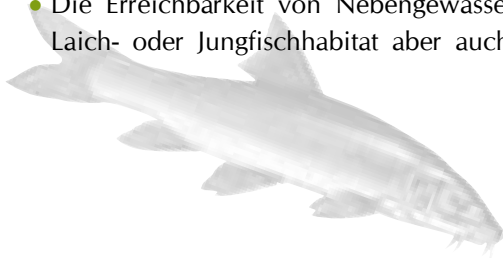 • Die Erreichbarkeit von Nebengewässe
Laich- oder Jungfischhabitat aber auch